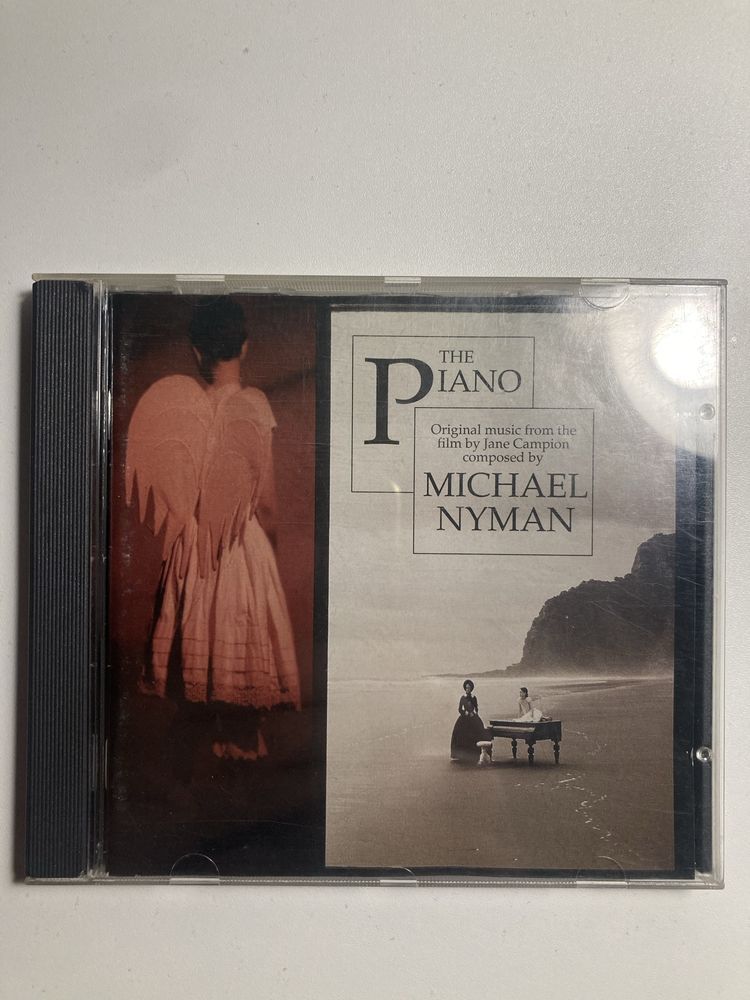 THE
PIANO
Original music from the
film by Jane Campion
composed by
MICHAEL
NYMAN